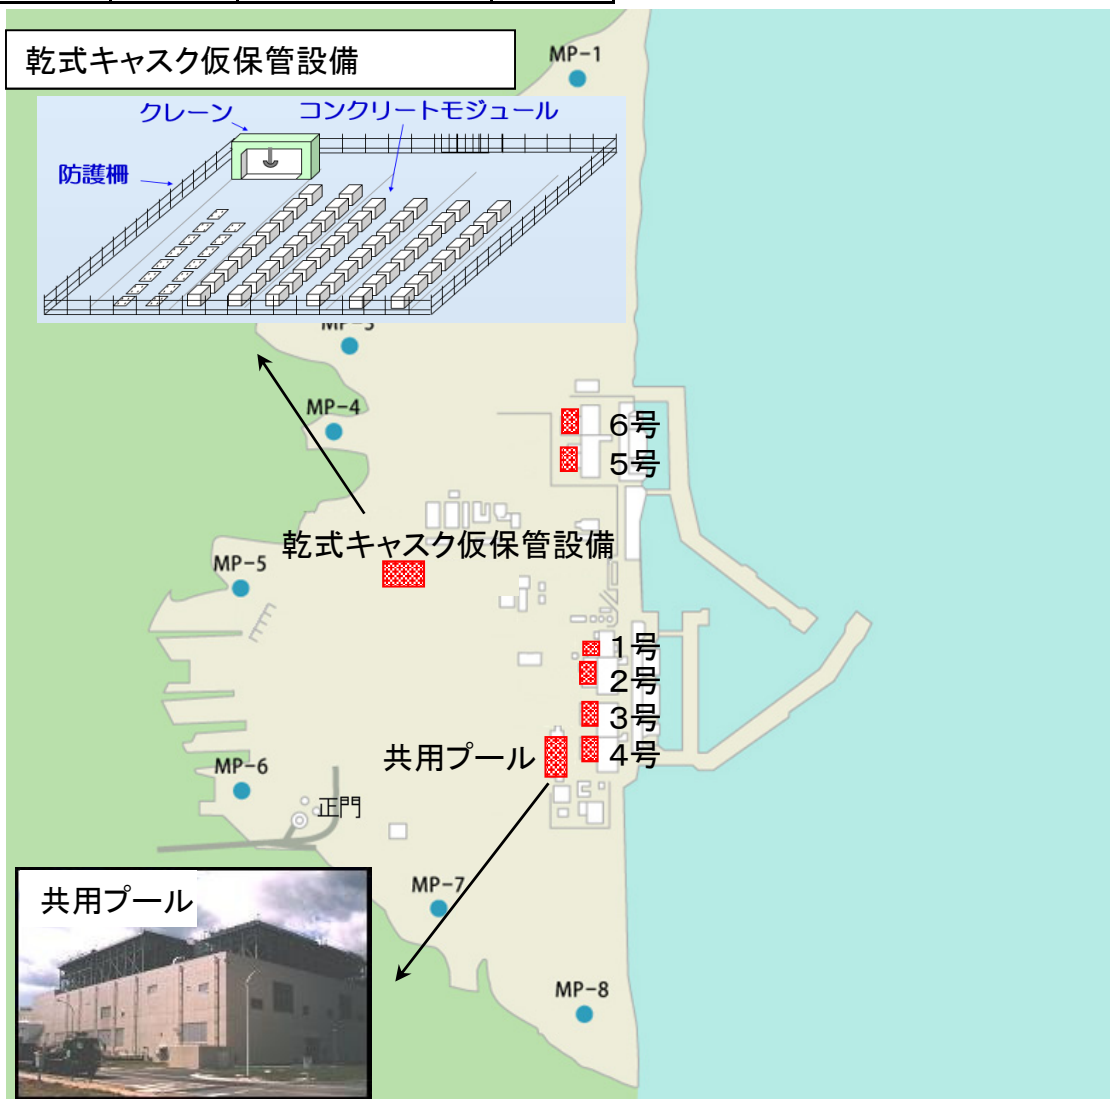 乾式キャスク仮保管設備
MP-1
クレーン
コンクリートモジュール
防護柵
MP-4
6号
5号
乾式キャスク仮保管設備
MP-5
1号
2号
3号
共用プール
4号
MP-6
正門
MP-7
共用プール
MP-8